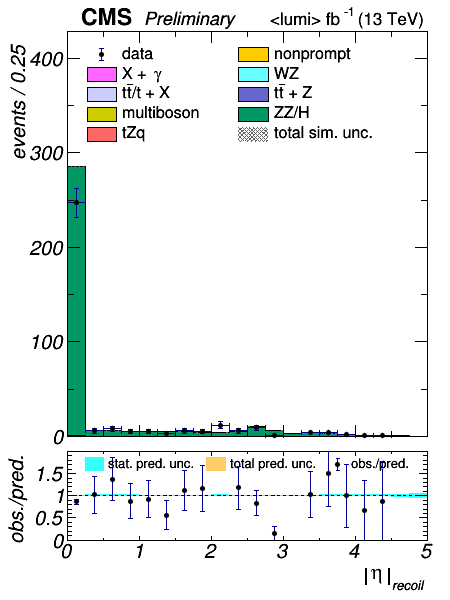 CMS Preliminary <lumi> fb⁻¹ (13 TeV)
events / 0.25
400
300
200
100
0
data
nonprompt
X + γ
WZ
tt̄/t + X
tt̄ + Z
multiboson
ZZ/H
tZq
total sim. unc.
obs./pred.
1.5
1
0.5
0
stat. pred. unc.
total pred. unc.
obs./pred.
0 1 2 3 4 5
|η|recoil